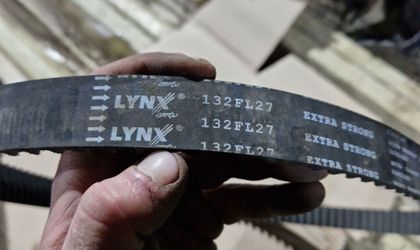 LYNX® 132FL27 EXTRA STRONG
LYNX® 132FL27 EXTRA STRONG
132FL27 EXTRA STRONG